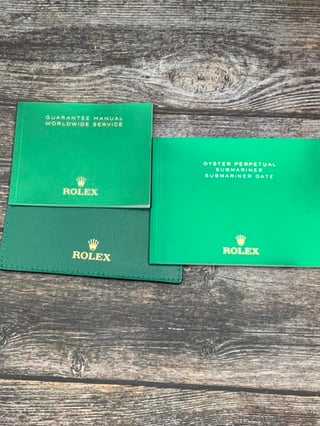 GUARANTEE MANUAL
WORLDWIDE SERVICE
ROLEX
ROLEX
OYSTER PERPETUAL
SUBMARINER
SUBMARINER DATE
ROLEX